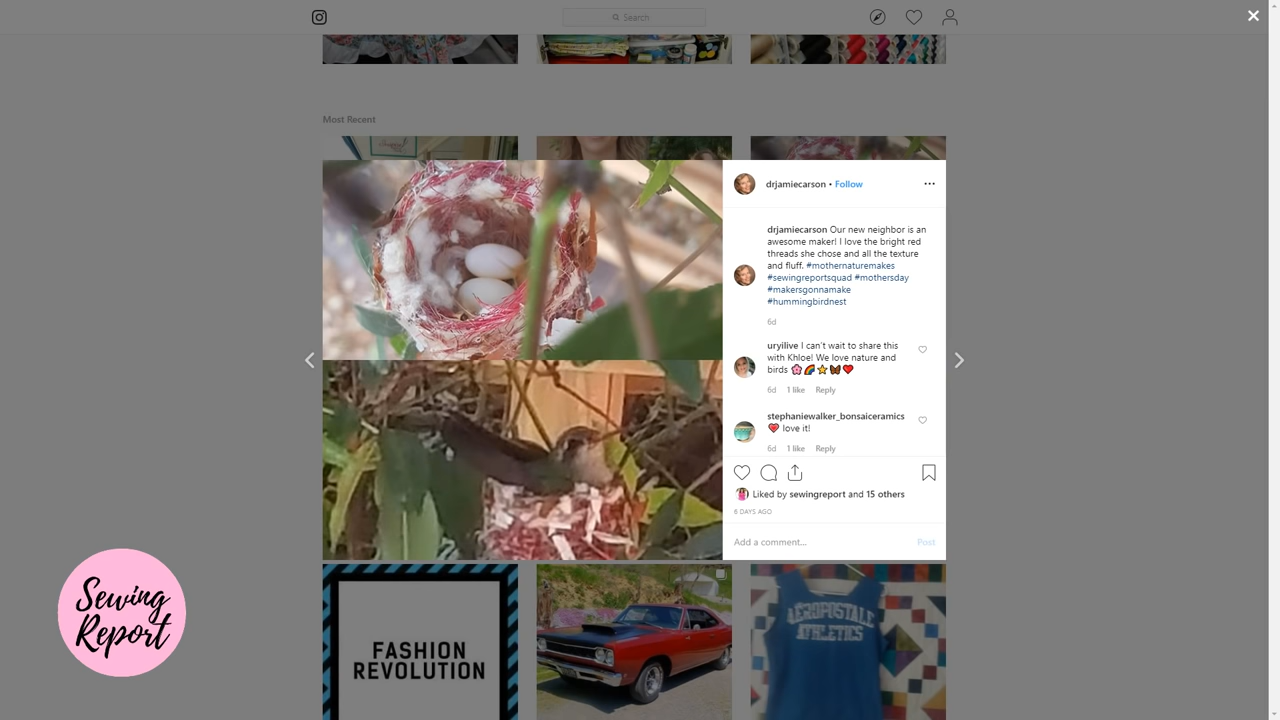 Search
Most Recent
drjamiecarson • Follow
drjamiecarson Our new neighbor is an
awesome maker! I love the bright red
threads she chose and all the texture
and fluff. #mothernaturemakes
#sewingreportsquad #mothersday
#makersgonnamake
#hummingbirdnest
6d
uryilive I can't wait to share this
with Khloe! We love nature and
birds 🌸🌈⭐🦋❤️
6d 1 like Reply
stephaniewalker_bonsaiceramics
💗 love it!
6d 1 like Reply
Liked by sewingreport and 15 others
6 DAYS AGO
Add a comment... Post
Sewing
Report
FASHION
REVOLUTION
AEROPOSTALE
ATHLETICS